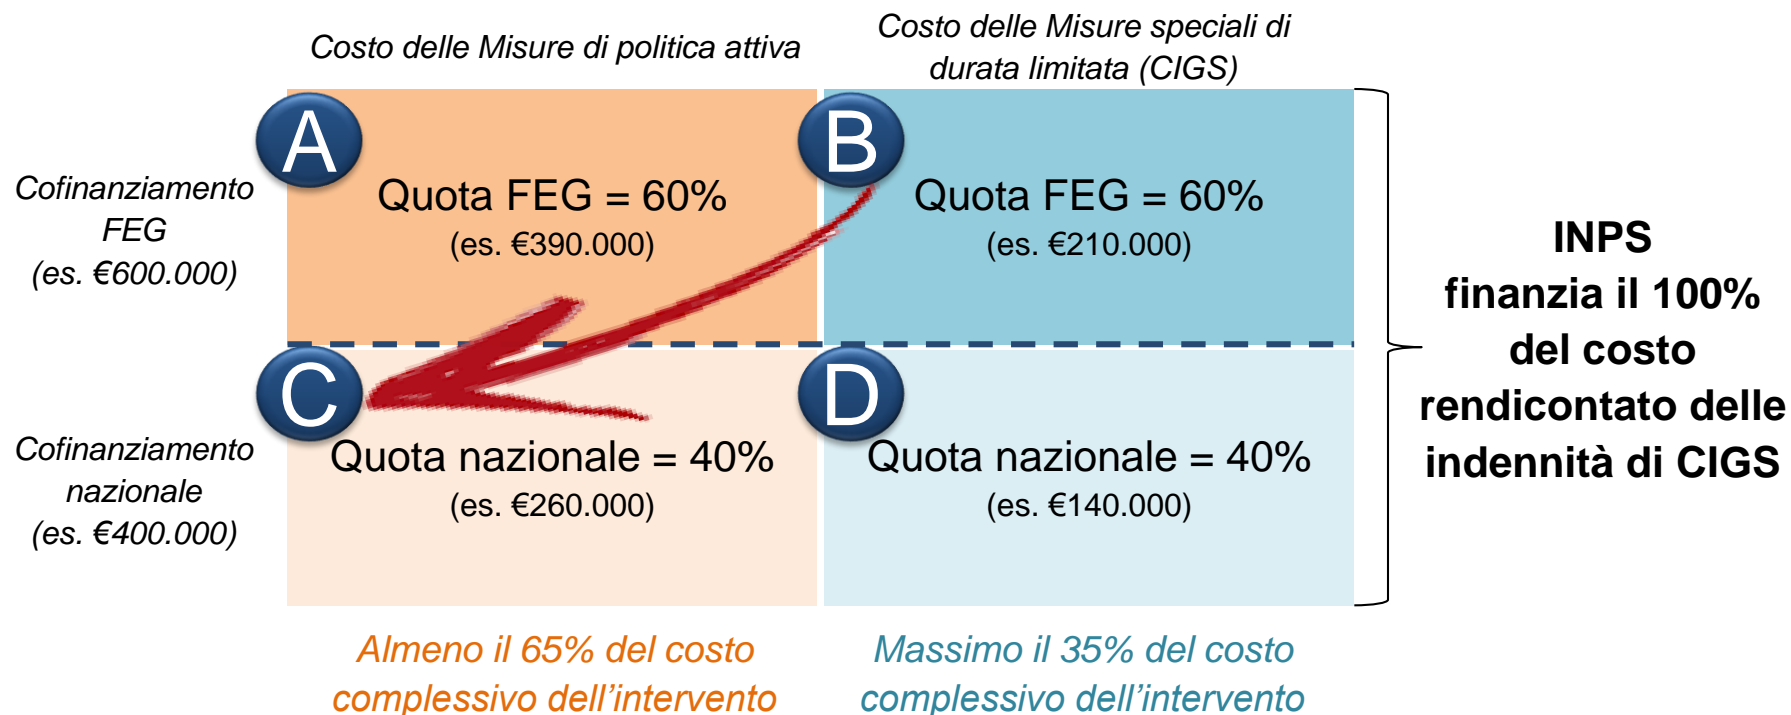 Costo delle Misure di politica attiva
Costo delle Misure speciali di
durata limitata (CIGS)
A
B
Cofinanziamento
FEG
(es. €600.000)
Quota FEG = 60%
(es. €390.000)
Quota FEG = 60%
(es. €210.000)
C
D
Cofinanziamento
nazionale
(es. €400.000)
Quota nazionale = 40%
(es. €260.000)
Quota nazionale = 40%
(es. €140.000)
INPS
finanzia il 100%
del costo
rendicontato delle
indennità di CIGS
Almeno il 65% del costo
complessivo dell’intervento
Massimo il 35% del costo
complessivo dell’intervento